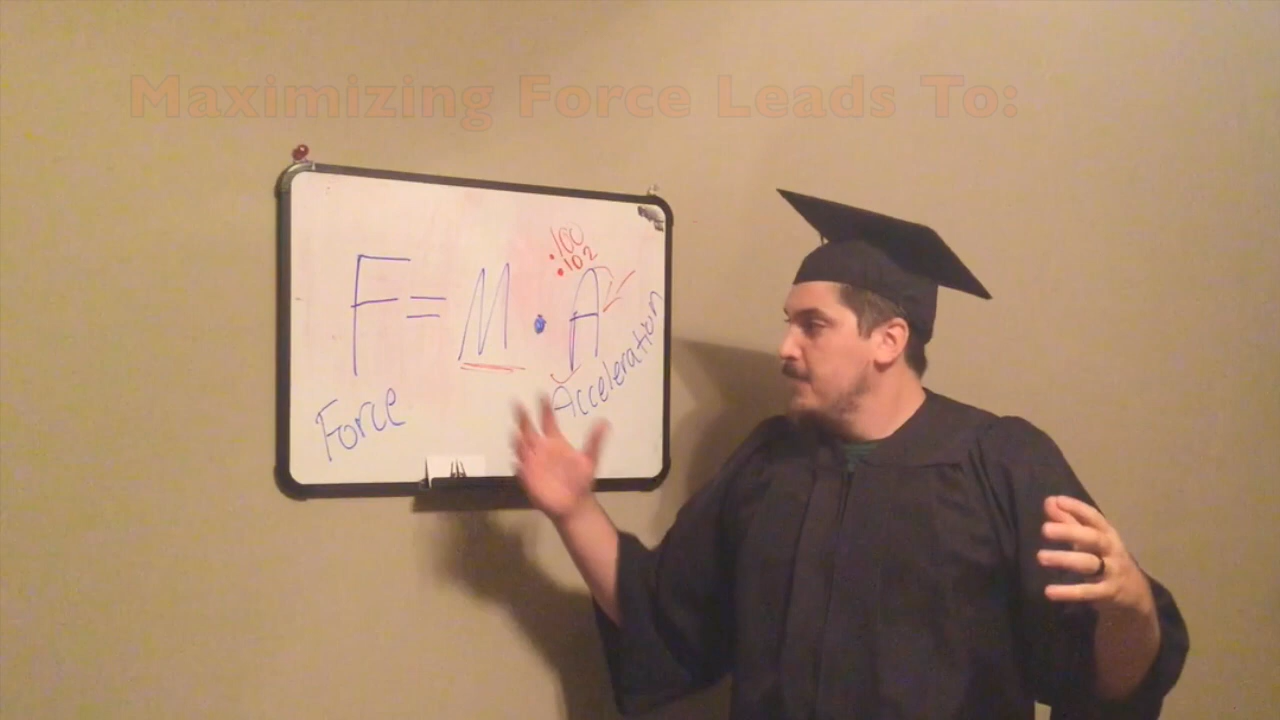 Maximizing Force Leads To:
.100
.102
F = M • A
Force
Acceleration